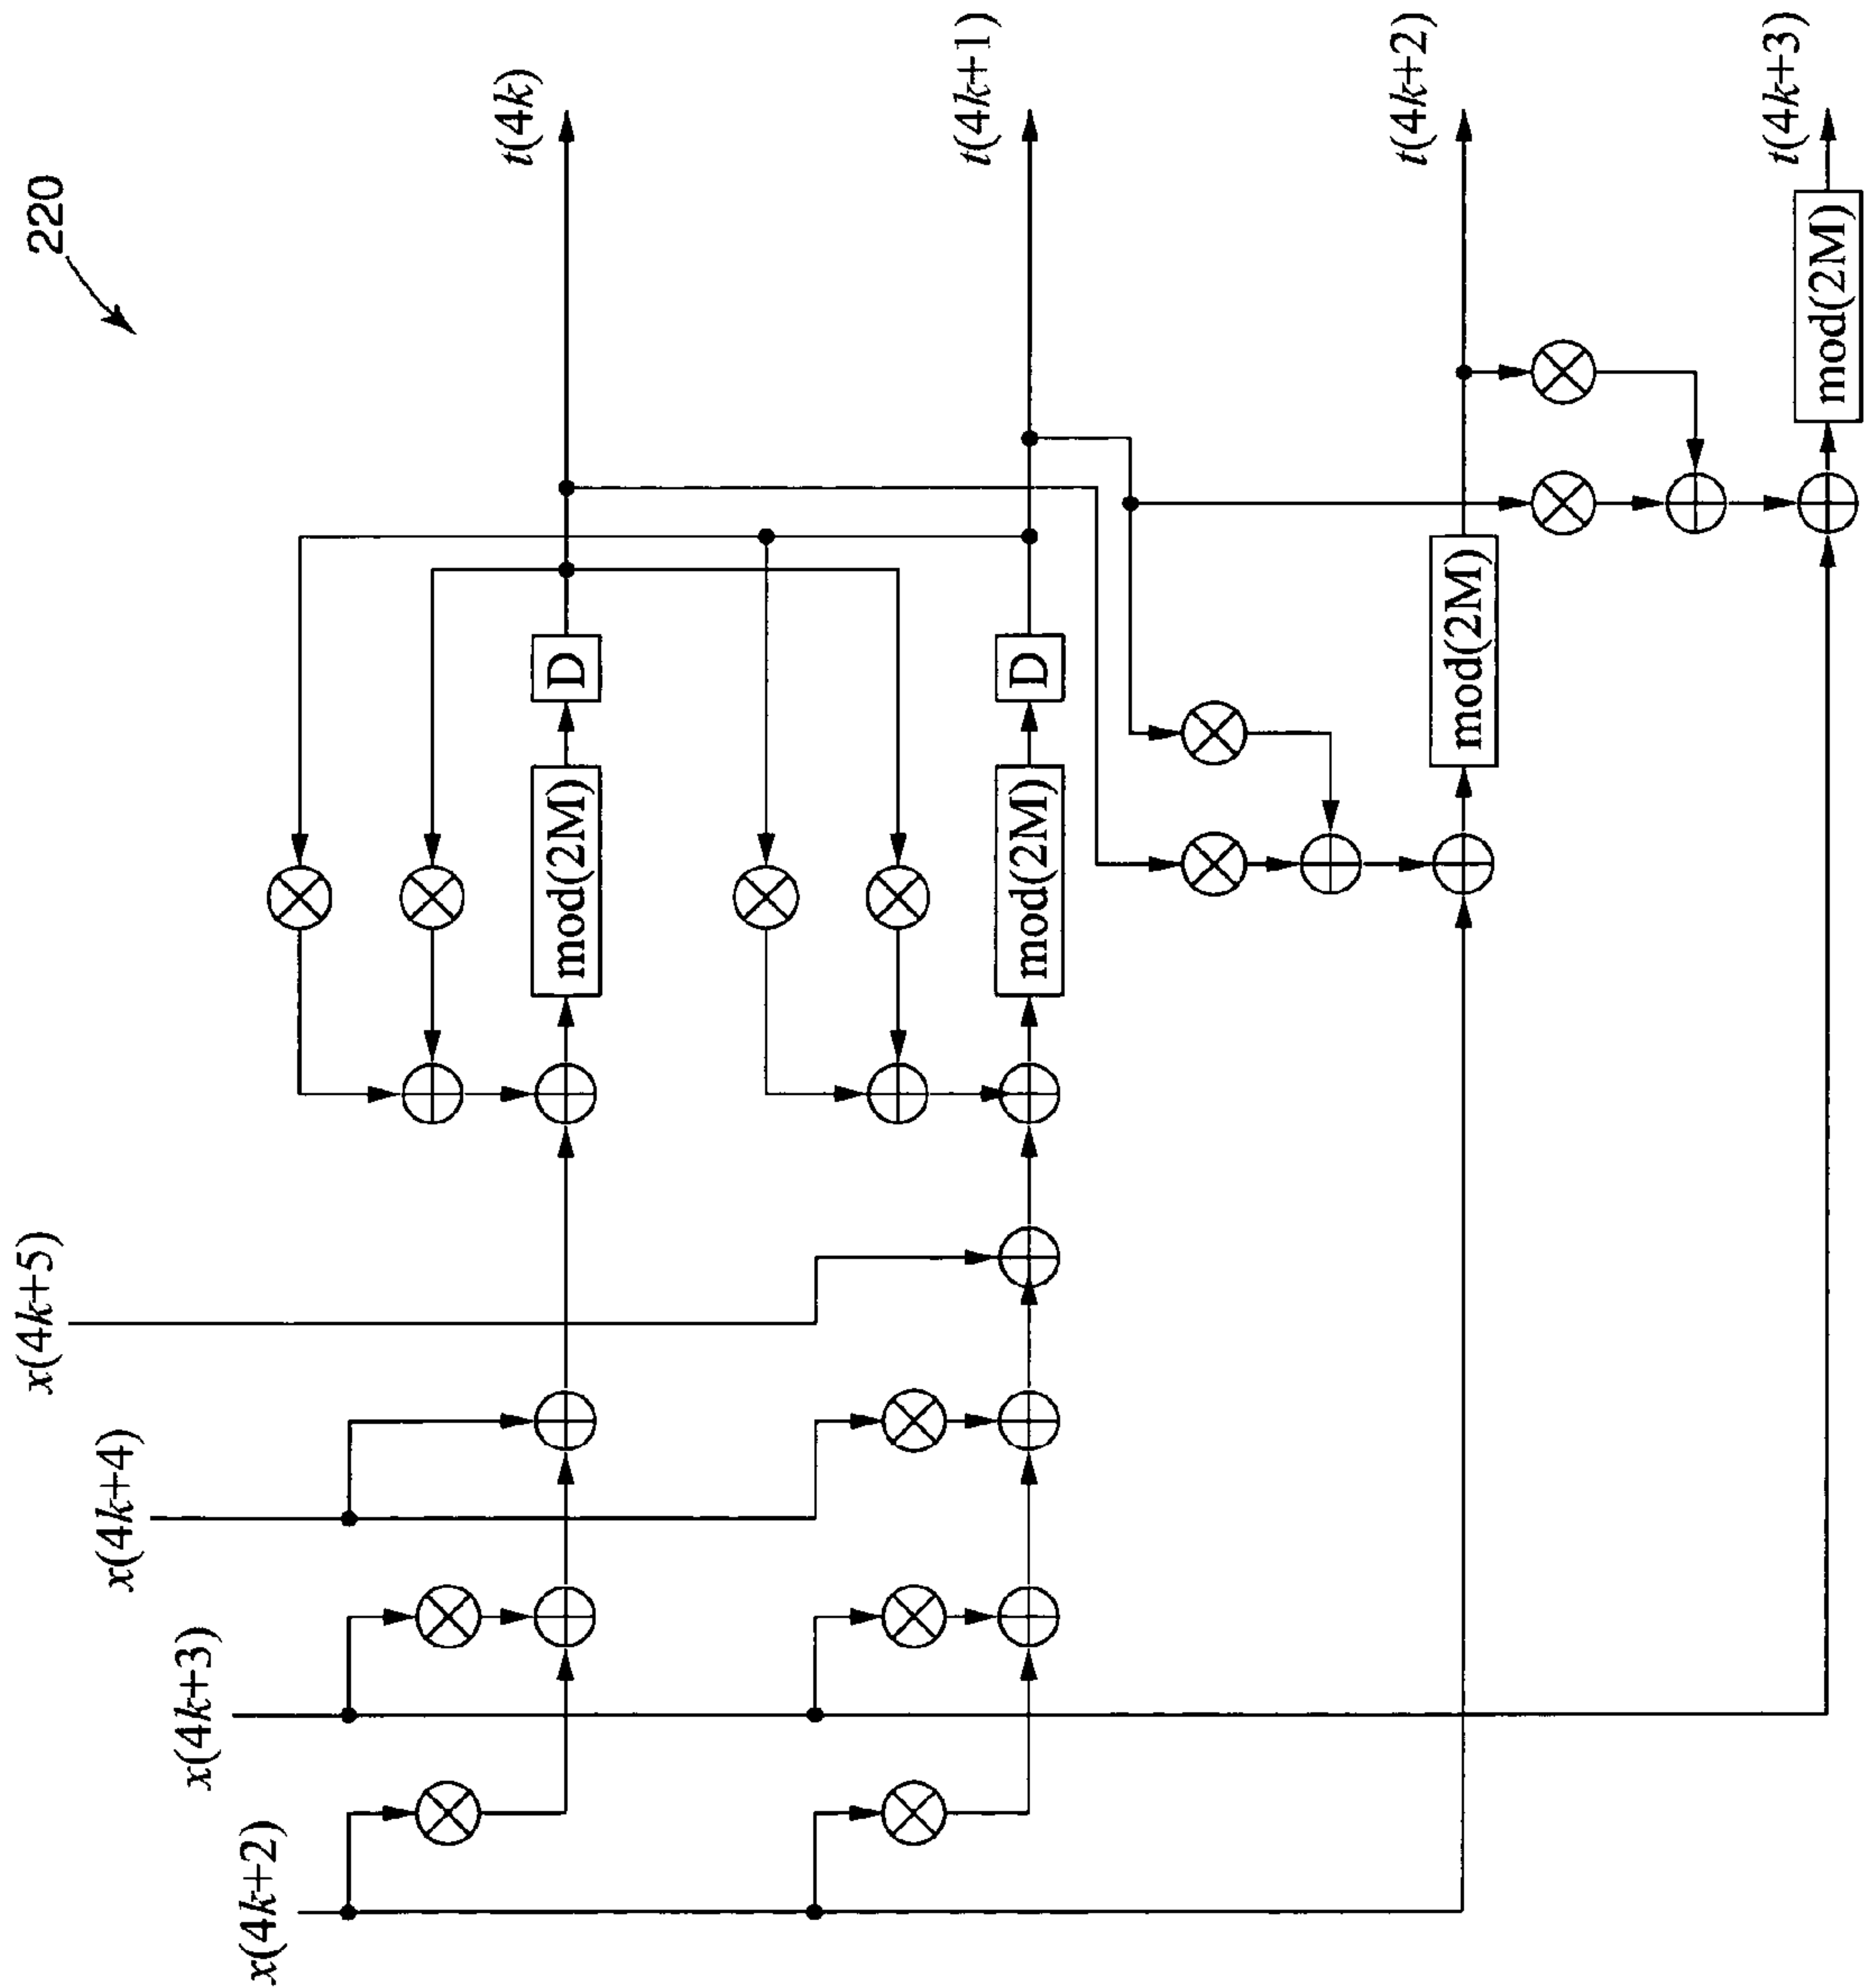 220
x(4k+2)
x(4k+3)
x(4k+4)
x(4k+5)
mod(2M)
D
t(4k)
mod(2M)
D
t(4k+1)
mod(2M)
t(4k+2)
mod(2M)
t(4k+3)